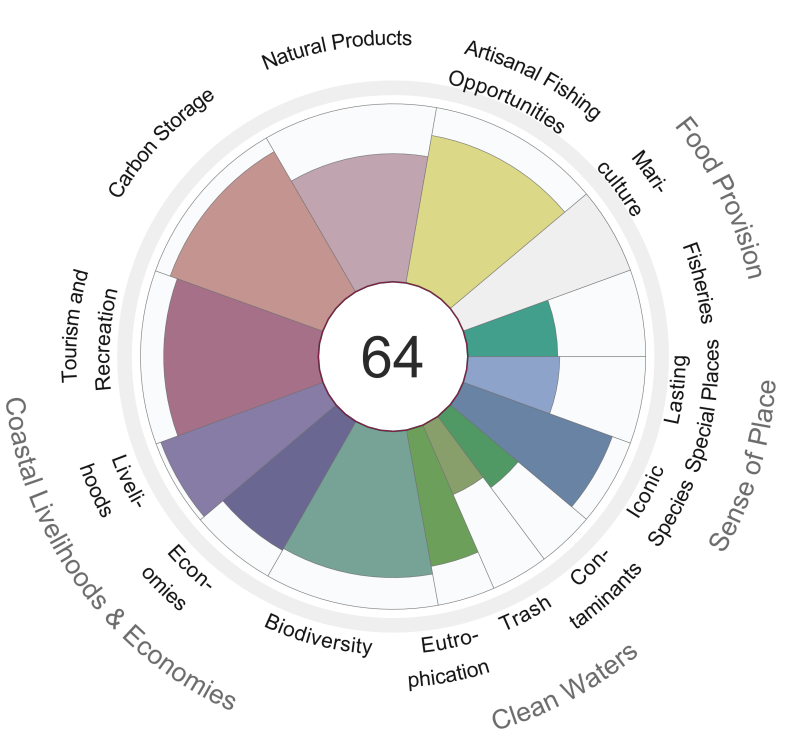 Natural Products
Artisanal Fishing
Opportunities
Mari-
culture
Food Provision
Fisheries
Lasting
Special Places
Sense of Place
Iconic
Species
Con-
taminants
Clean Waters
Trash
Eutro-
phication
Biodiversity
Econ-
omies
Liveli-
hoods
Coastal Livelihoods & Economies
Tourism and
Recreation
Carbon Storage
64